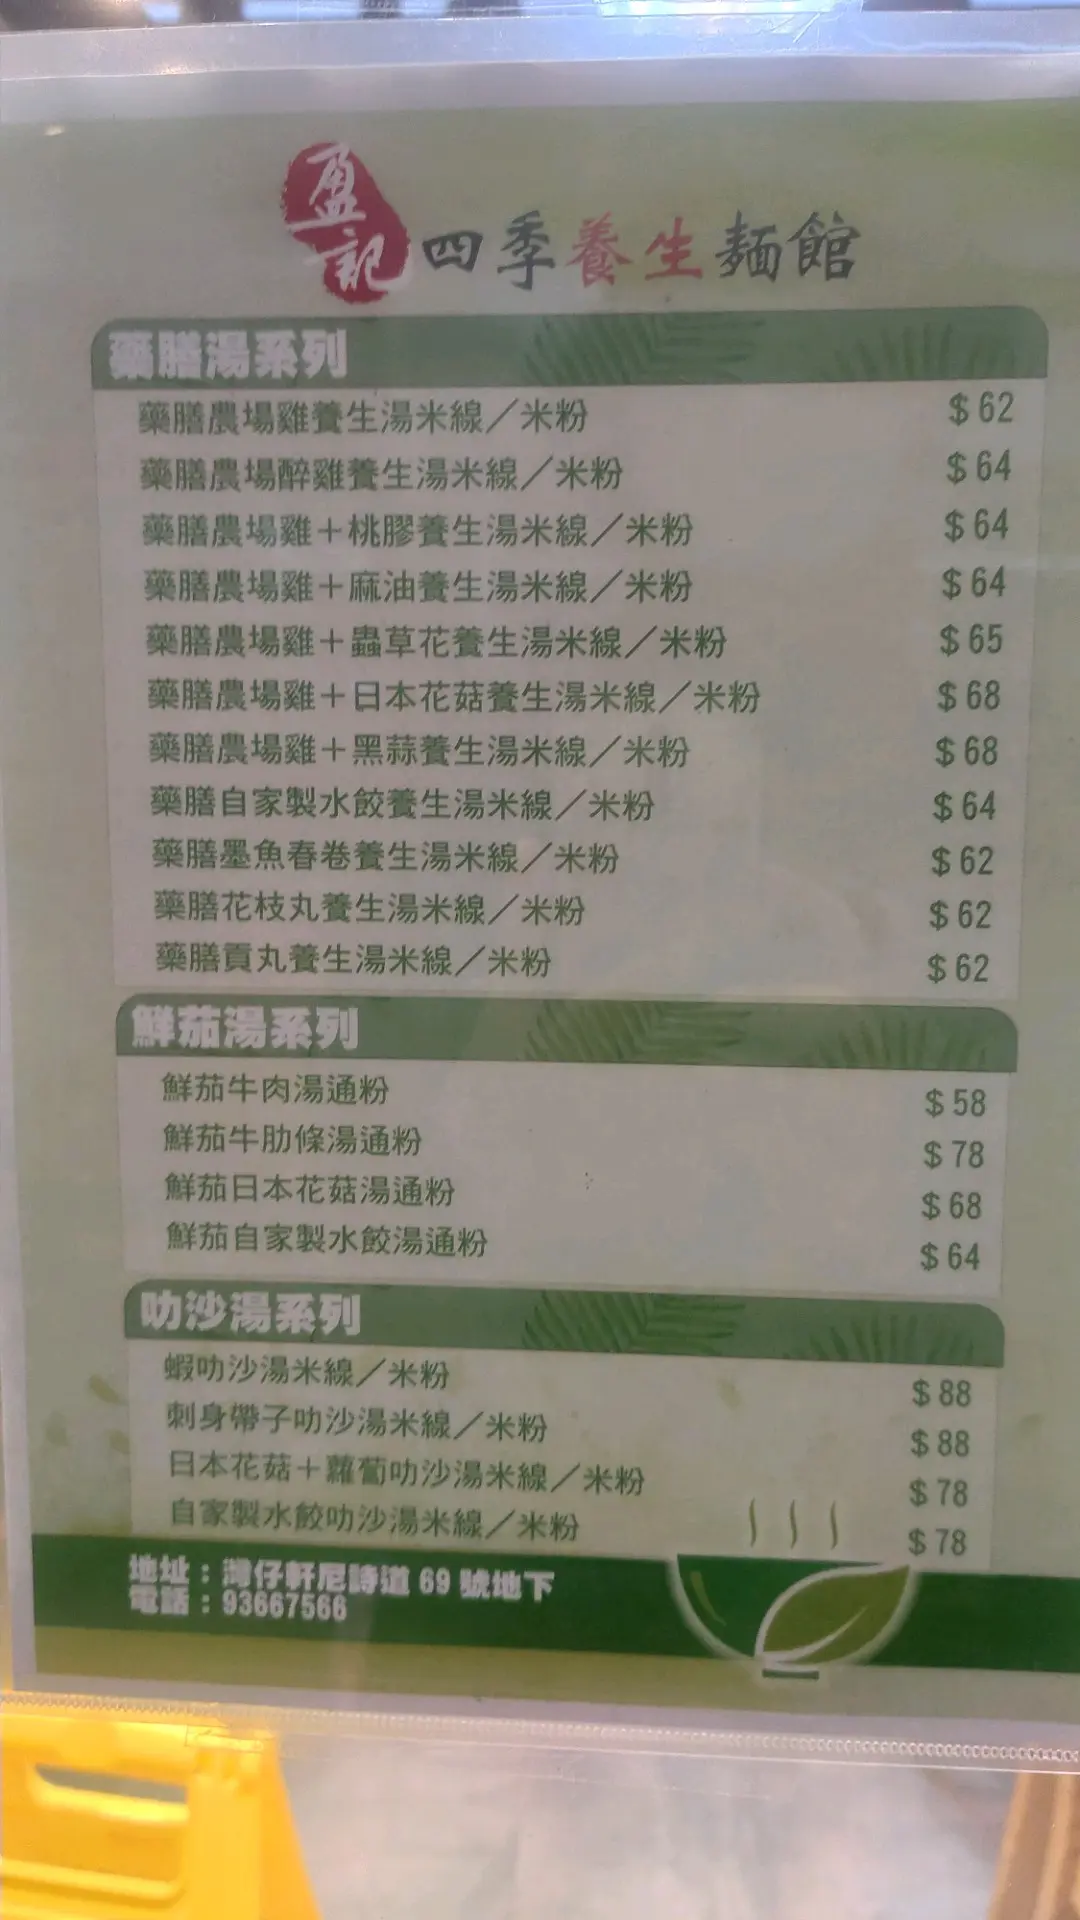 盈記 四季養生麵館
藥膳湯系列
藥膳農場雞養生湯米線／米粉 $62
藥膳農場醉雞養生湯米線／米粉 $64
藥膳農場雞＋桃膠養生湯米線／米粉 $64
藥膳農場雞＋麻油養生湯米線／米粉 $64
藥膳農場雞＋蟲草花養生湯米線／米粉 $65
藥膳農場雞＋日本花菇養生湯米線／米粉 $68
藥膳農場雞＋黑蒜養生湯米線／米粉 $68
藥膳自家製水餃養生湯米線／米粉 $64
藥膳墨魚春卷養生湯米線／米粉 $62
藥膳花枝丸養生湯米線／米粉 $62
藥膳貢丸養生湯米線／米粉 $62
鮮茄湯系列
鮮茄牛肉湯通粉 $58
鮮茄牛肋條湯通粉 $78
鮮茄日本花菇湯通粉 $68
鮮茄自家製水餃湯通粉 $64
叻沙湯系列
蝦叻沙湯米線／米粉 $88
刺身帶子叻沙湯米線／米粉 $88
日本花菇＋蘿蔔叻沙湯米線／米粉 $78
自家製水餃叻沙湯米線／米粉 $78
地址：灣仔軒尼詩道 69 號地下
電話：93667566